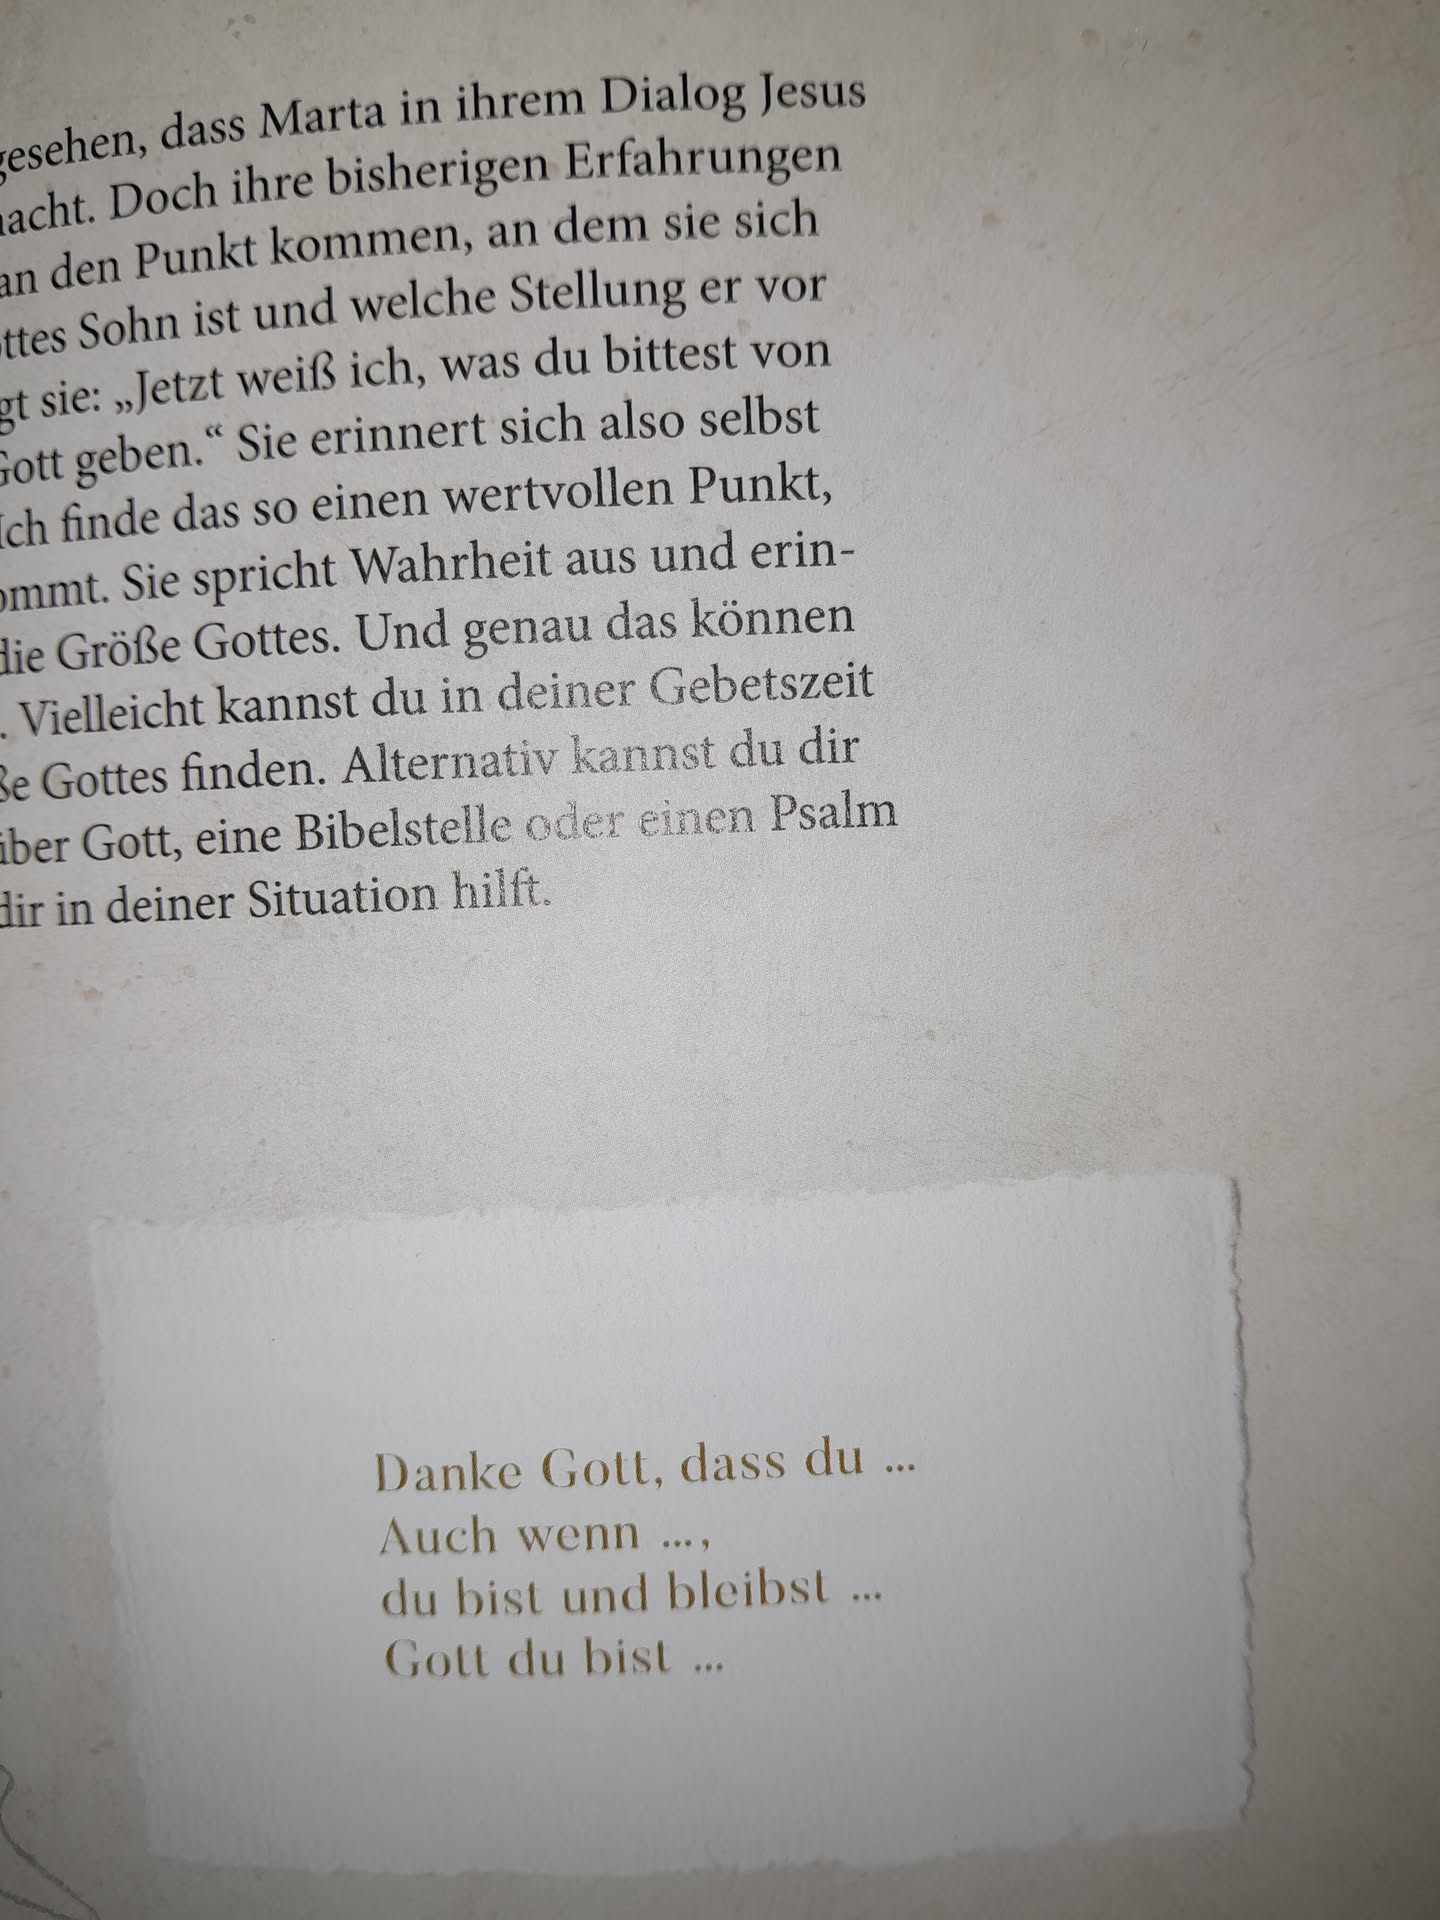 gesehen, dass Marta in ihrem Dialog Jesus
acht. Doch ihre bisherigen Erfahrungen
an den Punkt kommen, an dem sie sich
ttes Sohn ist und welche Stellung er vor
gt sie: „Jetzt weiß ich, was du bittest von
Gott geben.“ Sie erinnert sich also selbst
Ich finde das so einen wertvollen Punkt,
ommt. Sie spricht Wahrheit aus und erin-
die Größe Gottes. Und genau das können
. Vielleicht kannst du in deiner Gebetszeit
ße Gottes finden. Alternativ kannst du dir
über Gott, eine Bibelstelle oder einen Psalm
dir in deiner Situation hilft.
Danke Gott, dass du ...
Auch wenn ...,
du bist und bleibst ...
Gott du bist ...